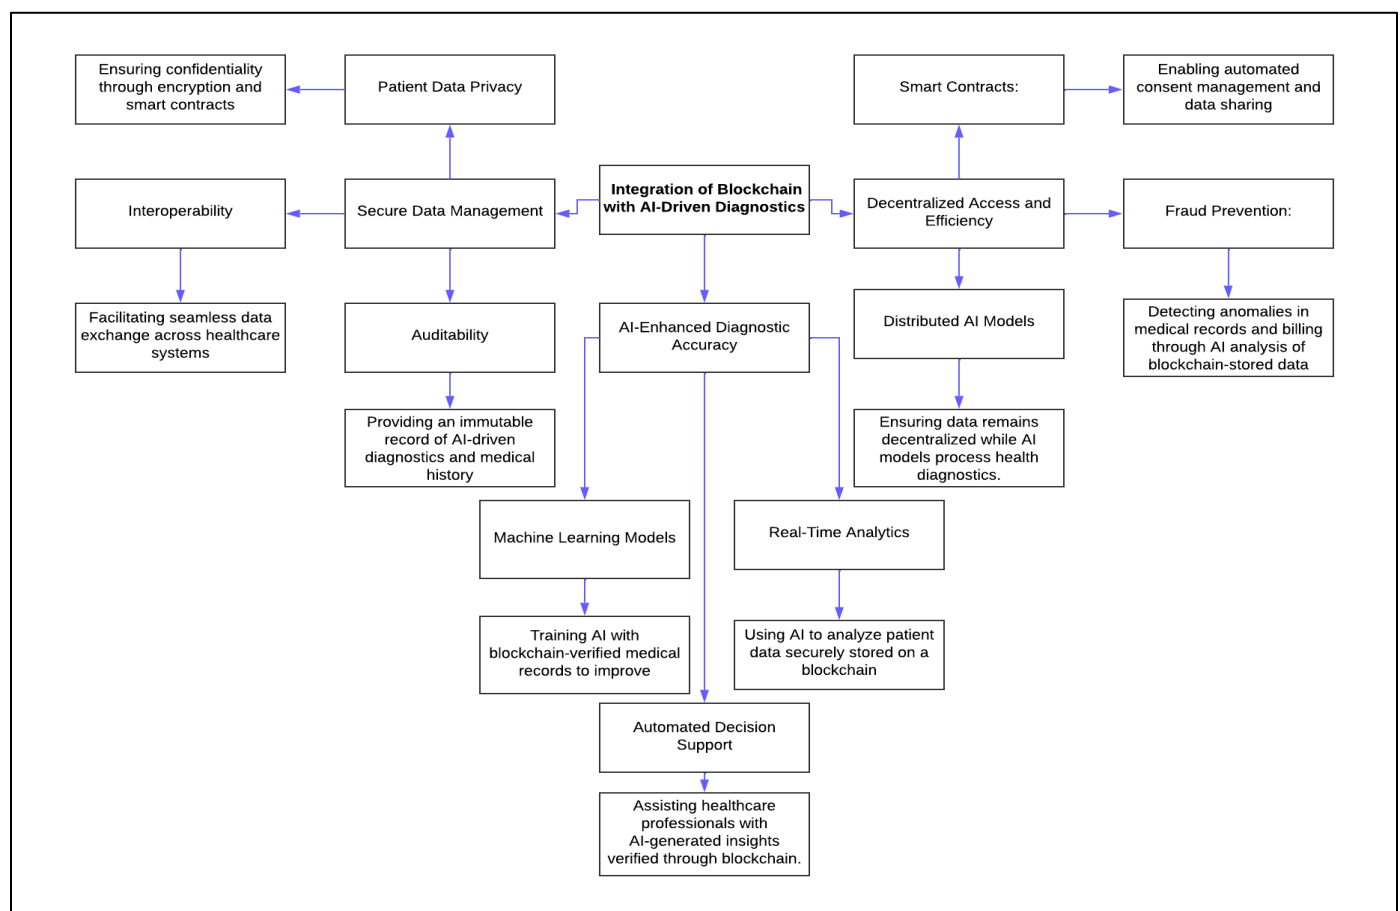 Ensuring confidentiality
through encryption and
smart contracts
Patient Data Privacy
Smart Contracts:
Enabling automated
consent management and
data sharing
Interoperability
Secure Data Management
Integration of Blockchain
with AI-Driven Diagnostics
Decentralized Access and
Efficiency
Fraud Prevention:
Facilitating seamless data
exchange across healthcare
systems
Auditability
AI-Enhanced Diagnostic
Accuracy
Distributed AI Models
Detecting anomalies in
medical records and billing
through AI analysis of
blockchain-stored data
Providing an immutable
record of AI-driven
diagnostics and medical
history
Ensuring data remains
decentralized while AI
models process health
diagnostics.
Machine Learning Models
Real-Time Analytics
Training AI with
blockchain-verified medical
records to improve
Using AI to analyze patient
data securely stored on a
blockchain
Automated Decision
Support
Assisting healthcare
professionals with
AI-generated insights
verified through blockchain.